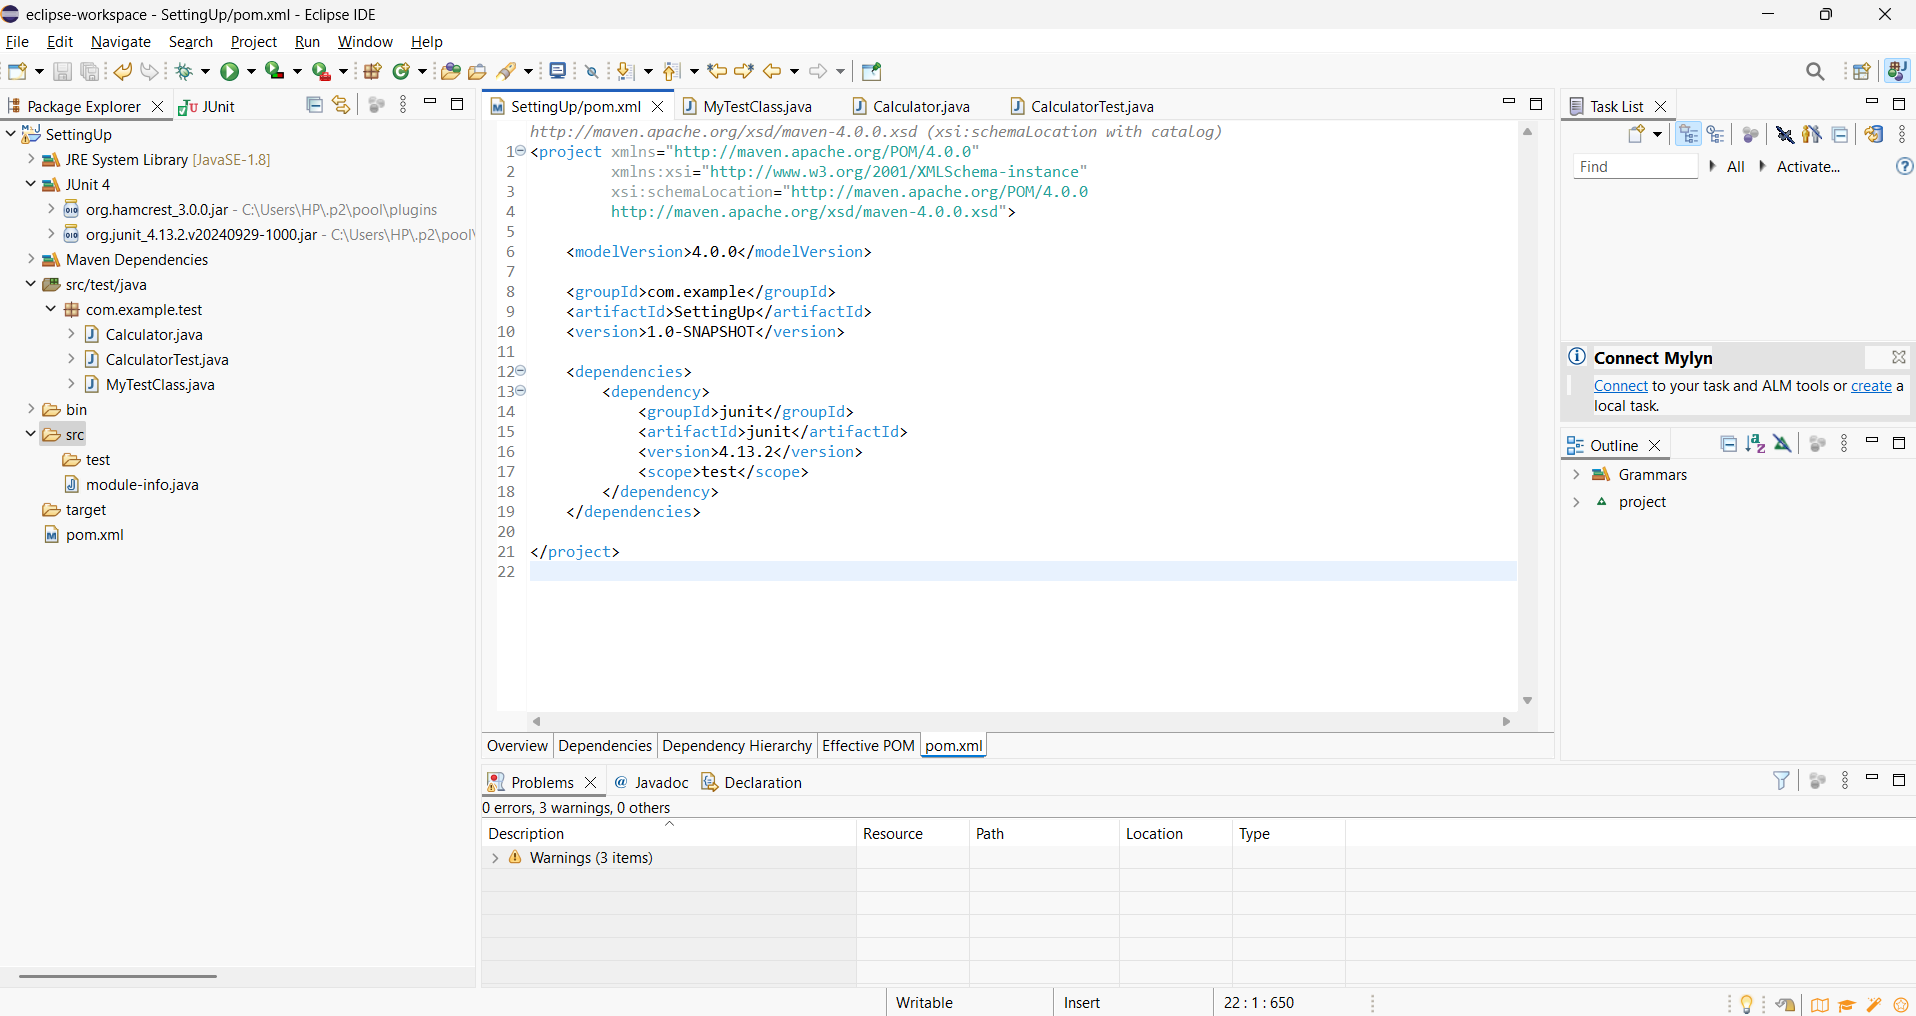 eclipse-workspace - SettingUp/pom.xml - Eclipse IDE
File Edit Navigate Search Project Run Window Help
Package Explorer
JUnit
SettingUp
JRE System Library [JavaSE-1.8]
JUnit 4
org.hamcrest_3.0.0.jar - C:\Users\HP\.p2\pool\plugins
org.junit_4.13.2.v20240929-1000.jar - C:\Users\HP\.p2\pool\
Maven Dependencies
src/test/java
com.example.test
Calculator.java
CalculatorTest.java
MyTestClass.java
bin
src
test
module-info.java
target
pom.xml
SettingUp/pom.xml
MyTestClass.java
Calculator.java
CalculatorTest.java
http://maven.apache.org/xsd/maven-4.0.0.xsd (xsi:schemaLocation with catalog)
1 <project xmlns="http://maven.apache.org/POM/4.0.0"
2 xmlns:xsi="http://www.w3.org/2001/XMLSchema-instance"
3 xsi:schemaLocation="http://maven.apache.org/POM/4.0.0
4 http://maven.apache.org/xsd/maven-4.0.0.xsd">
5
6 <modelVersion>4.0.0</modelVersion>
7
8 <groupId>com.example</groupId>
9 <artifactId>SettingUp</artifactId>
10 <version>1.0-SNAPSHOT</version>
11
12 <dependencies>
13 <dependency>
14 <groupId>junit</groupId>
15 <artifactId>junit</artifactId>
16 <version>4.13.2</version>
17 <scope>test</scope>
18 </dependency>
19 </dependencies>
20
21 </project>
22
Overview Dependencies Dependency Hierarchy Effective POM pom.xml
Problems
@ Javadoc
Declaration
0 errors, 3 warnings, 0 others
Description Resource Path Location Type
Warnings (3 items)
Task List
Find
All
Activate...
Connect Mylyn
Connect to your task and ALM tools or create a
local task.
Outline
Grammars
project
Writable
Insert
22 : 1 : 650